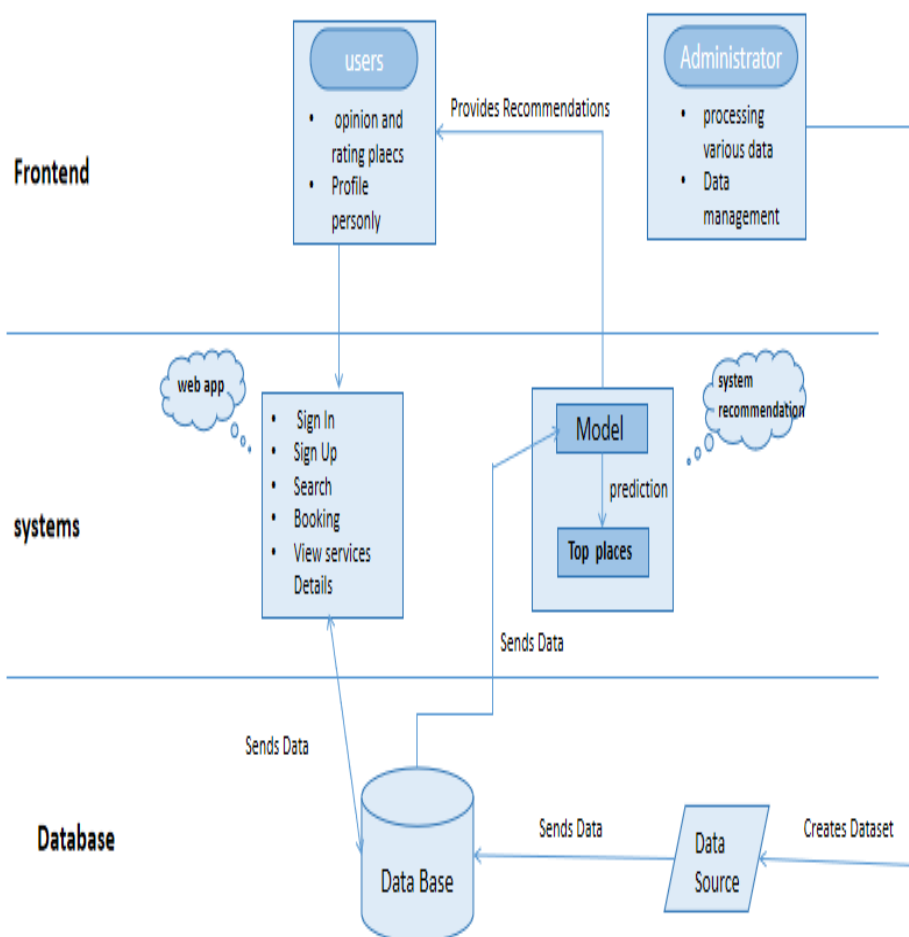 users
• opinion and
rating plaecs
• Profile
personly
Provides Recommendations
Administrator
• processing
various data
• Data
management
Frontend
web app
• Sign In
• Sign Up
• Search
• Booking
• View services
Details
Model
prediction
Top places
system
recommendation
systems
Sends Data
Sends Data
Database
Data Base
Sends Data
Data
Source
Creates Dataset